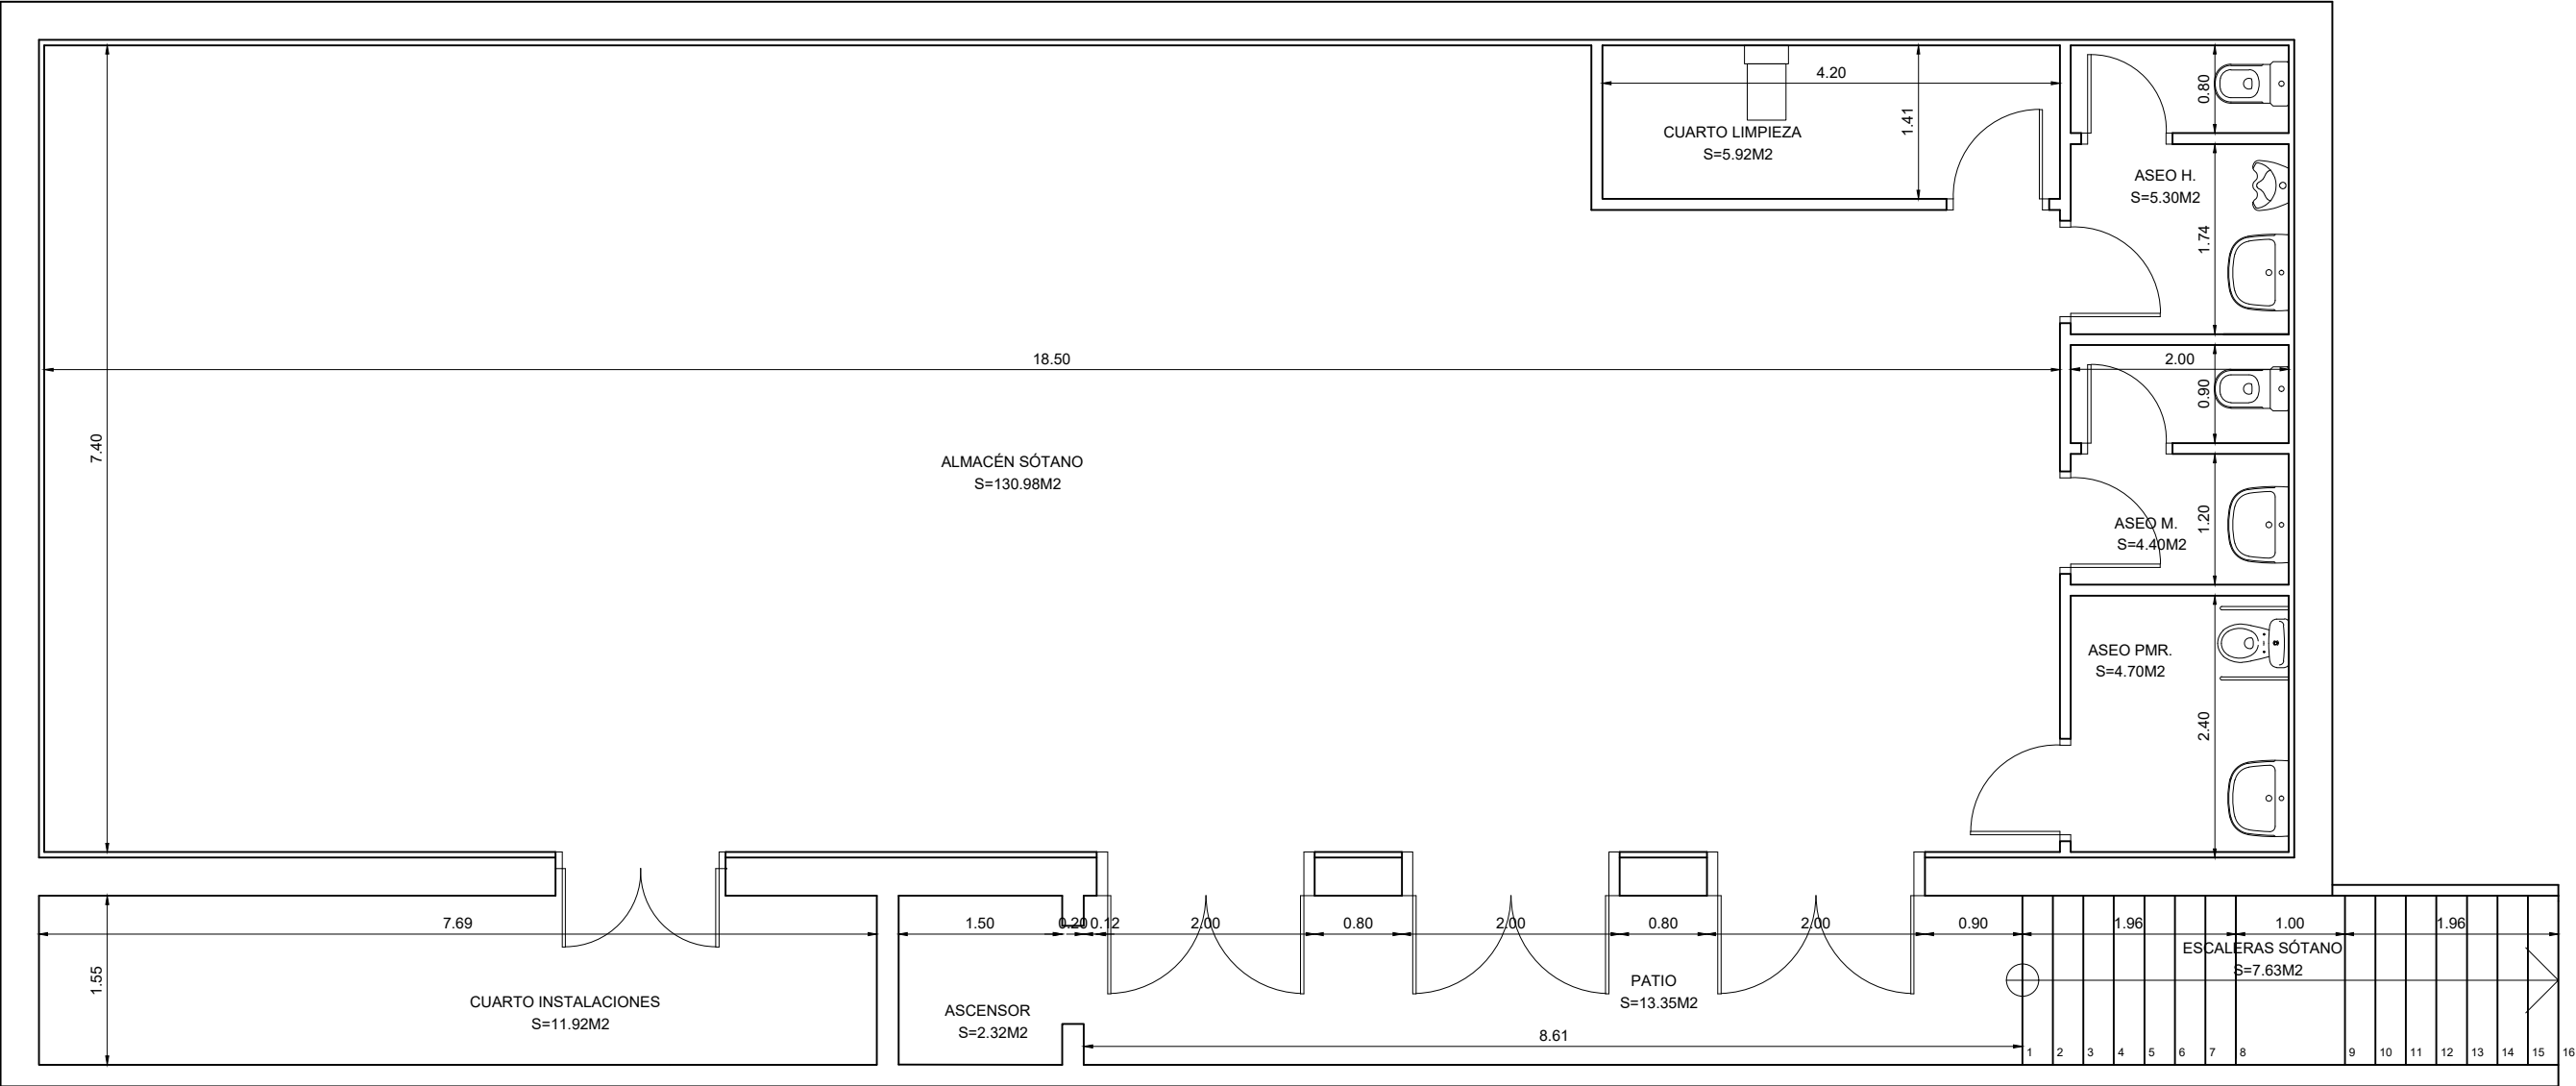 4.20
0.80
1.41
CUARTO LIMPIEZA
S=5.92M2
ASEO H.
S=5.30M2
1.74
18.50
2.00
0.90
7.40
ALMACÉN SÓTANO
S=130.98M2
ASEO M.
S=4.40M2
1.20
ASEO PMR.
S=4.70M2
2.40
7.69
1.50
0.20
0.12
2.00
0.80
2.00
0.80
2.00
0.90
1.96
1.00
1.96
ESCALERAS SÓTANO
S=7.63M2
1.55
CUARTO INSTALACIONES
S=11.92M2
ASCENSOR
S=2.32M2
PATIO
S=13.35M2
8.61
1 2 3 4 5 6 7 8 9 10 11 12 13 14 15 16